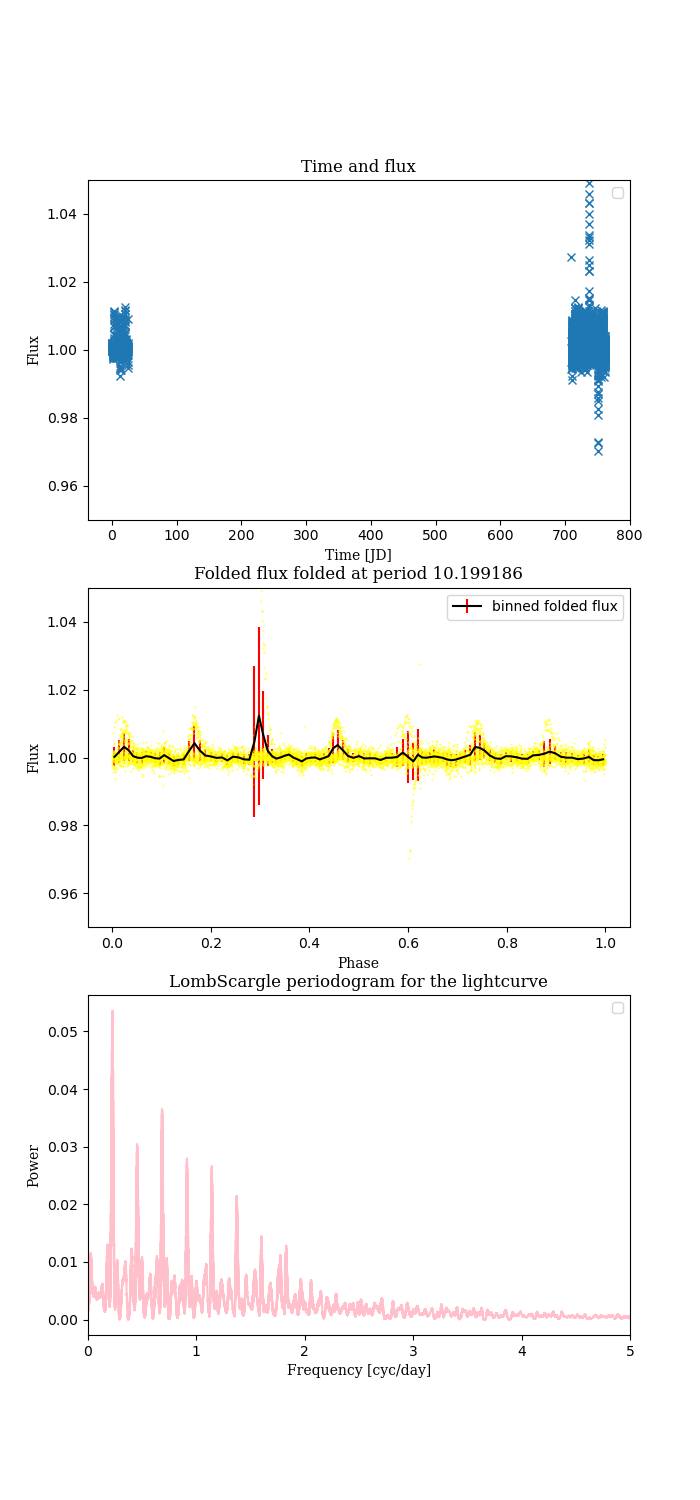 Time and flux
1.04
1.02
1.00
0.98
0.96
Flux
0 100 200 300 400 500 600 700 800
Time [JD]
Folded flux folded at period 10.199186
binned folded flux
1.04
1.02
1.00
0.98
0.96
Flux
0.0 0.2 0.4 0.6 0.8 1.0
Phase
LombScargle periodogram for the lightcurve
0.05
0.04
0.03
0.02
0.01
0.00
Power
0 1 2 3 4 5
Frequency [cyc/day]